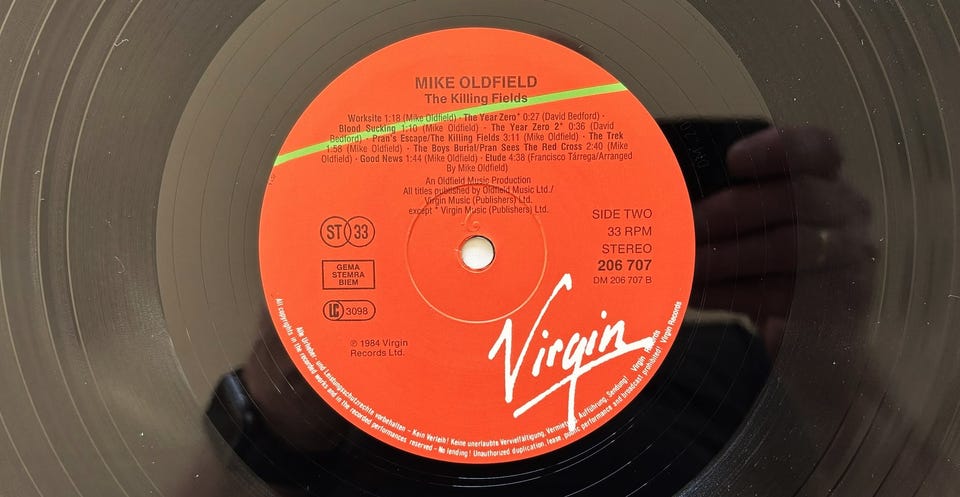 MIKE OLDFIELD
The Killing Fields
Worksite 1:18 (Mike Oldfield) · The Year Zero* 0:27 (David Bedford) ·
Blood Sucking 1:10 (Mike Oldfield) · The Year Zero 2* 0:36 (David
Bedford) · Pran's Escape/The Killing Fields 3:11 (Mike Oldfield) · The Trek
1:58 (Mike Oldfield) · The Boys Burial/Pran Sees The Red Cross 2:40 (Mike
Oldfield) · Good News 1:44 (Mike Oldfield) · Etude 4:38 (Francisco Tárrega/Arranged
By Mike Oldfield)
An Oldfield Music Production
All titles published by Oldfield Music Ltd./
Virgin Music (Publishers) Ltd.
except * Virgin Music (Publishers) Ltd.
ST 33
GEMA
STEMRA
BIEM
LC 3098
℗ 1984 Virgin
Records Ltd.
SIDE TWO
33 RPM
STEREO
206 707
DM 206 707 B
Virgin
Alle Urheber- und Leistungsschutzrechte vorbehalten – Kein Verleih! Keine unerlaubte Vervielfältigung, Vermietung, Aufführung, Sendung! Virgin Records
All copyrights in the recorded works and in the recorded performances reserved – No lending! Unauthorized duplication, lease, public performance and broadcast prohibited! Virgin Records